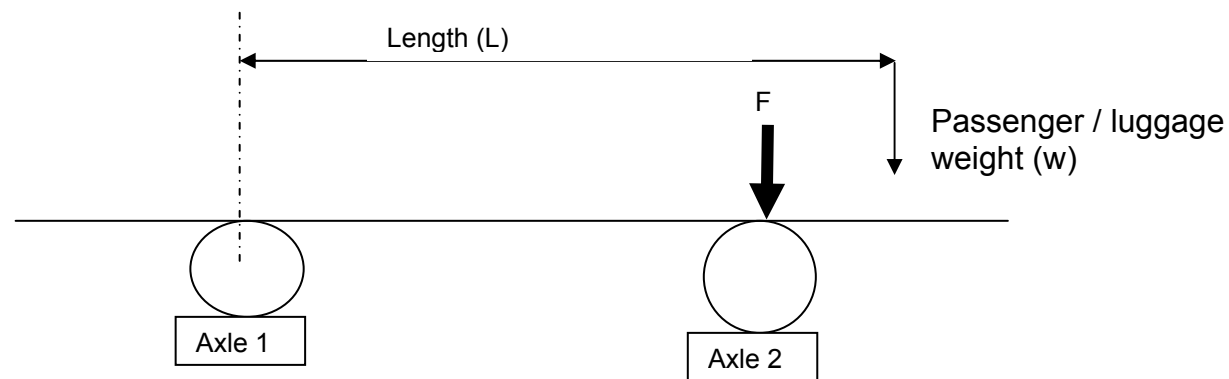 Length (L)
F
Passenger / luggage
weight (w)
Axle 1
Axle 2